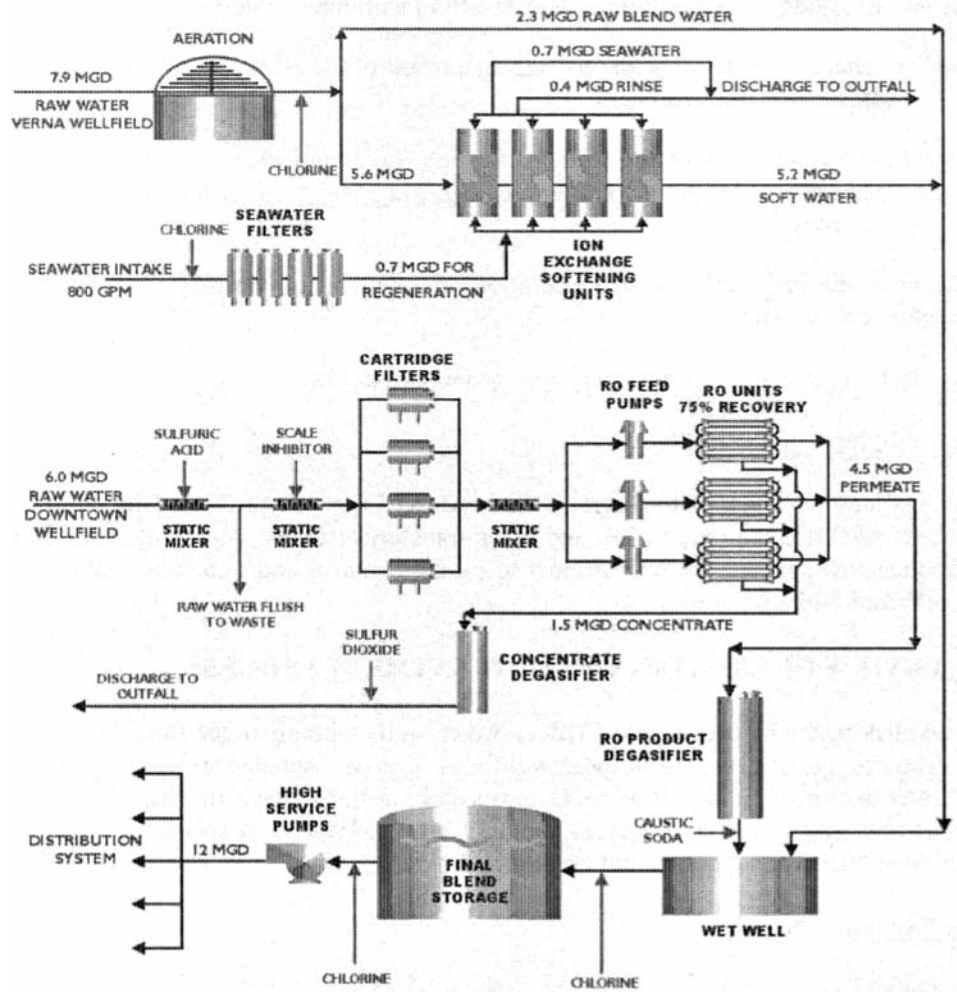 2.3 MGD RAW BLEND WATER
AERATION
0.7 MGD SEAWATER
7.9 MGD
0.4 MGD RINSE
DISCHARGE TO OUTFALL
RAW WATER
VERNA WELLFIELD
CHLORINE
5.6 MGD
5.2 MGD
SOFT WATER
SEAWATER
FILTERS
CHLORINE
ION
EXCHANGE
SOFTENING
UNITS
SEAWATER INTAKE
800 GPM
0.7 MGD FOR
REGENERATION
CARTRIDGE
FILTERS
RO FEED
PUMPS
RO UNITS
75% RECOVERY
SULFURIC
ACID
SCALE
INHIBITOR
6.0 MGD
RAW WATER
DOWNTOWN
WELLFIELD
4.5 MGD
PERMEATE
STATIC
MIXER
STATIC
MIXER
STATIC
MIXER
RAW WATER FLUSH
TO WASTE
1.5 MGD CONCENTRATE
SULFUR
DIOXIDE
CONCENTRATE
DEGASIFIER
DISCHARGE TO
OUTFALL
RO PRODUCT
DEGASIFIER
HIGH
SERVICE
PUMPS
CAUSTIC
SODA
DISTRIBUTION
SYSTEM
12 MGD
FINAL
BLEND
STORAGE
WET WELL
CHLORINE
CHLORINE